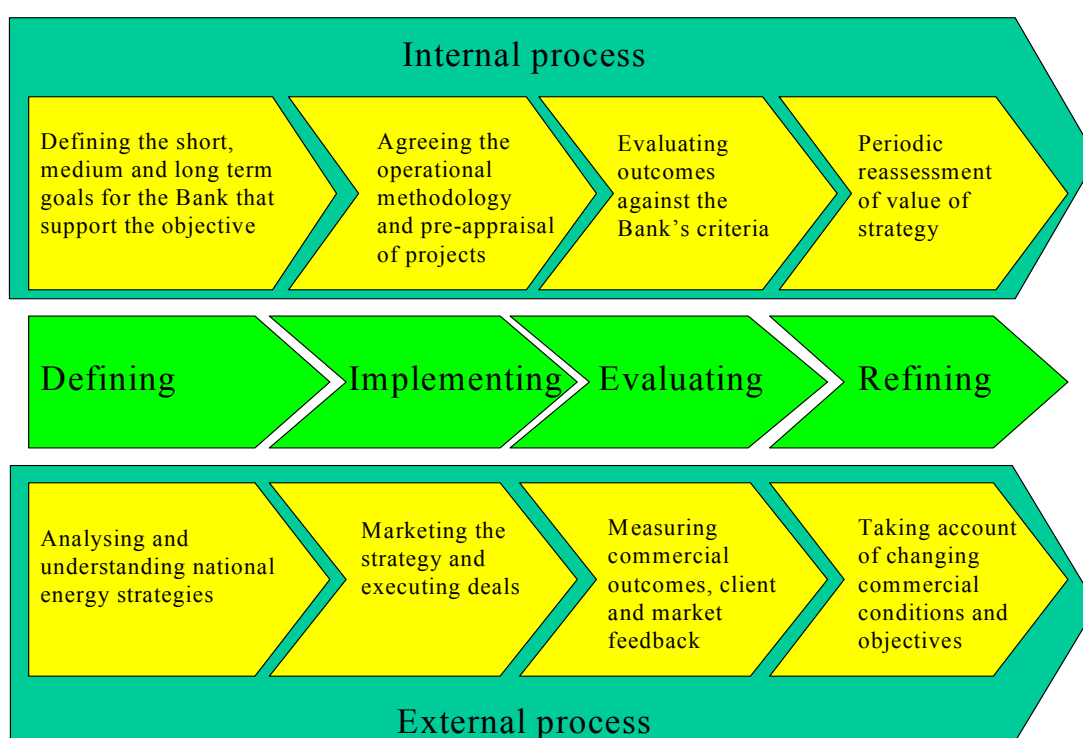 Internal process
Defining the short,
medium and long term
goals for the Bank that
support the objective
Agreeing the
operational
methodology
and pre-appraisal
of projects
Evaluating
outcomes
against the
Bank's criteria
Periodic
reassessment
of value of
strategy
Defining
Implementing
Evaluating
Refining
Analysing and
understanding national
energy strategies
Marketing the
strategy and
executing deals
Measuring
commercial
outcomes, client
and market
feedback
Taking account
of changing
commercial
conditions and
objectives
External process